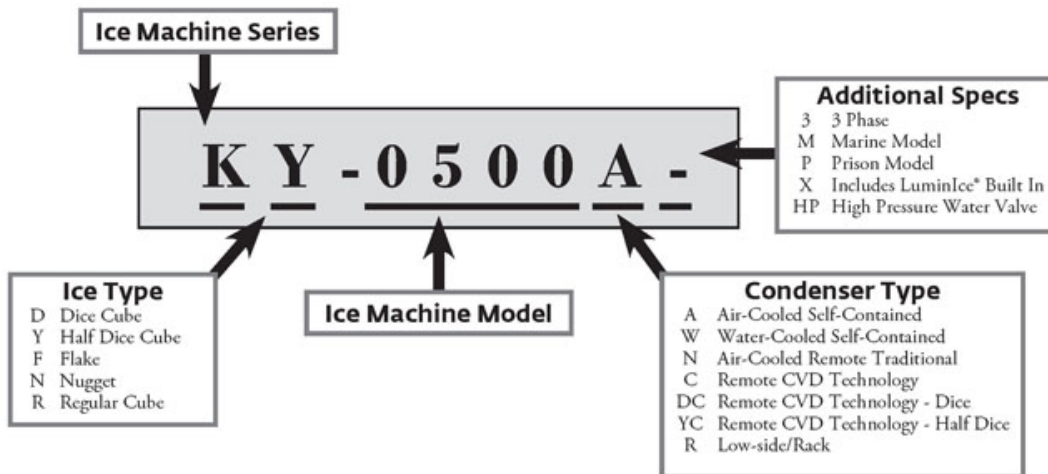 Ice Machine Series
K Y - 0 5 0 0 A -
Additional Specs
3 3 Phase
M Marine Model
P Prison Model
X Includes LuminIce® Built In
HP High Pressure Water Valve
Ice Type
D Dice Cube
Y Half Dice Cube
F Flake
N Nugget
R Regular Cube
Ice Machine Model
Condenser Type
A Air-Cooled Self-Contained
W Water-Cooled Self-Contained
N Air-Cooled Remote Traditional
C Remote CVD Technology
DC Remote CVD Technology - Dice
YC Remote CVD Technology - Half Dice
R Low-side/Rack